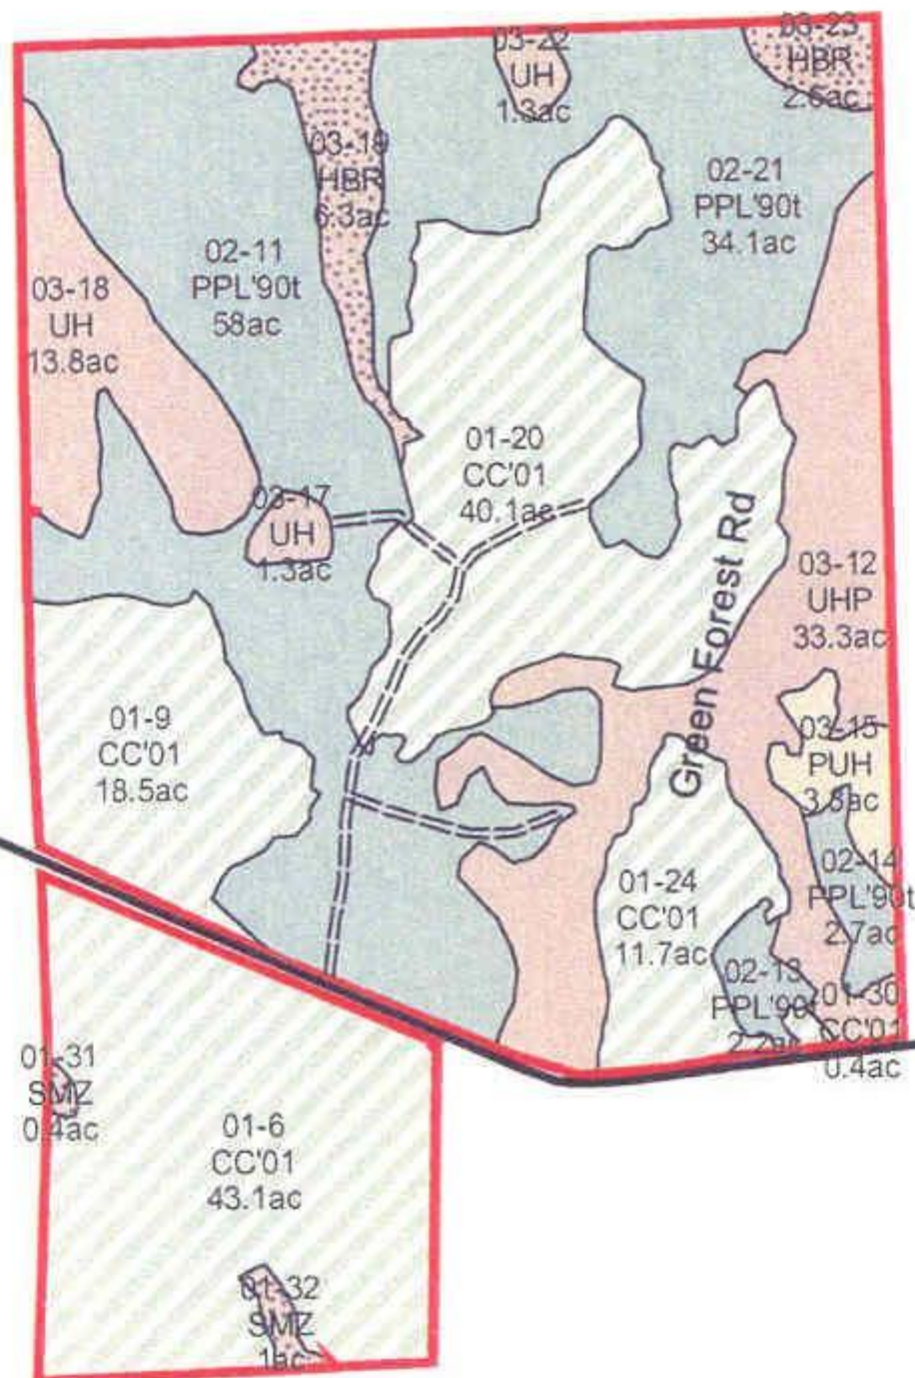 03-22
UH
1.3ac
03-23
HBR
2.6ac
03-19
HBR
6.3ac
02-21
PPL'90t
34.1ac
02-11
PPL'90t
58ac
03-18
UH
13.8ac
01-20
CC'01
40.1ac
03-17
UH
1.3ac
Green Forest Rd
03-12
UHP
33.3ac
01-9
CC'01
18.5ac
03-15
PUH
3.8ac
02-14
PPL'90t
2.7ac
01-24
CC'01
11.7ac
02-13
PPL'90t
2.2ac
01-30
CC'01
0.4ac
01-31
SMZ
0.4ac
01-6
CC'01
43.1ac
01-32
SMZ
1ac